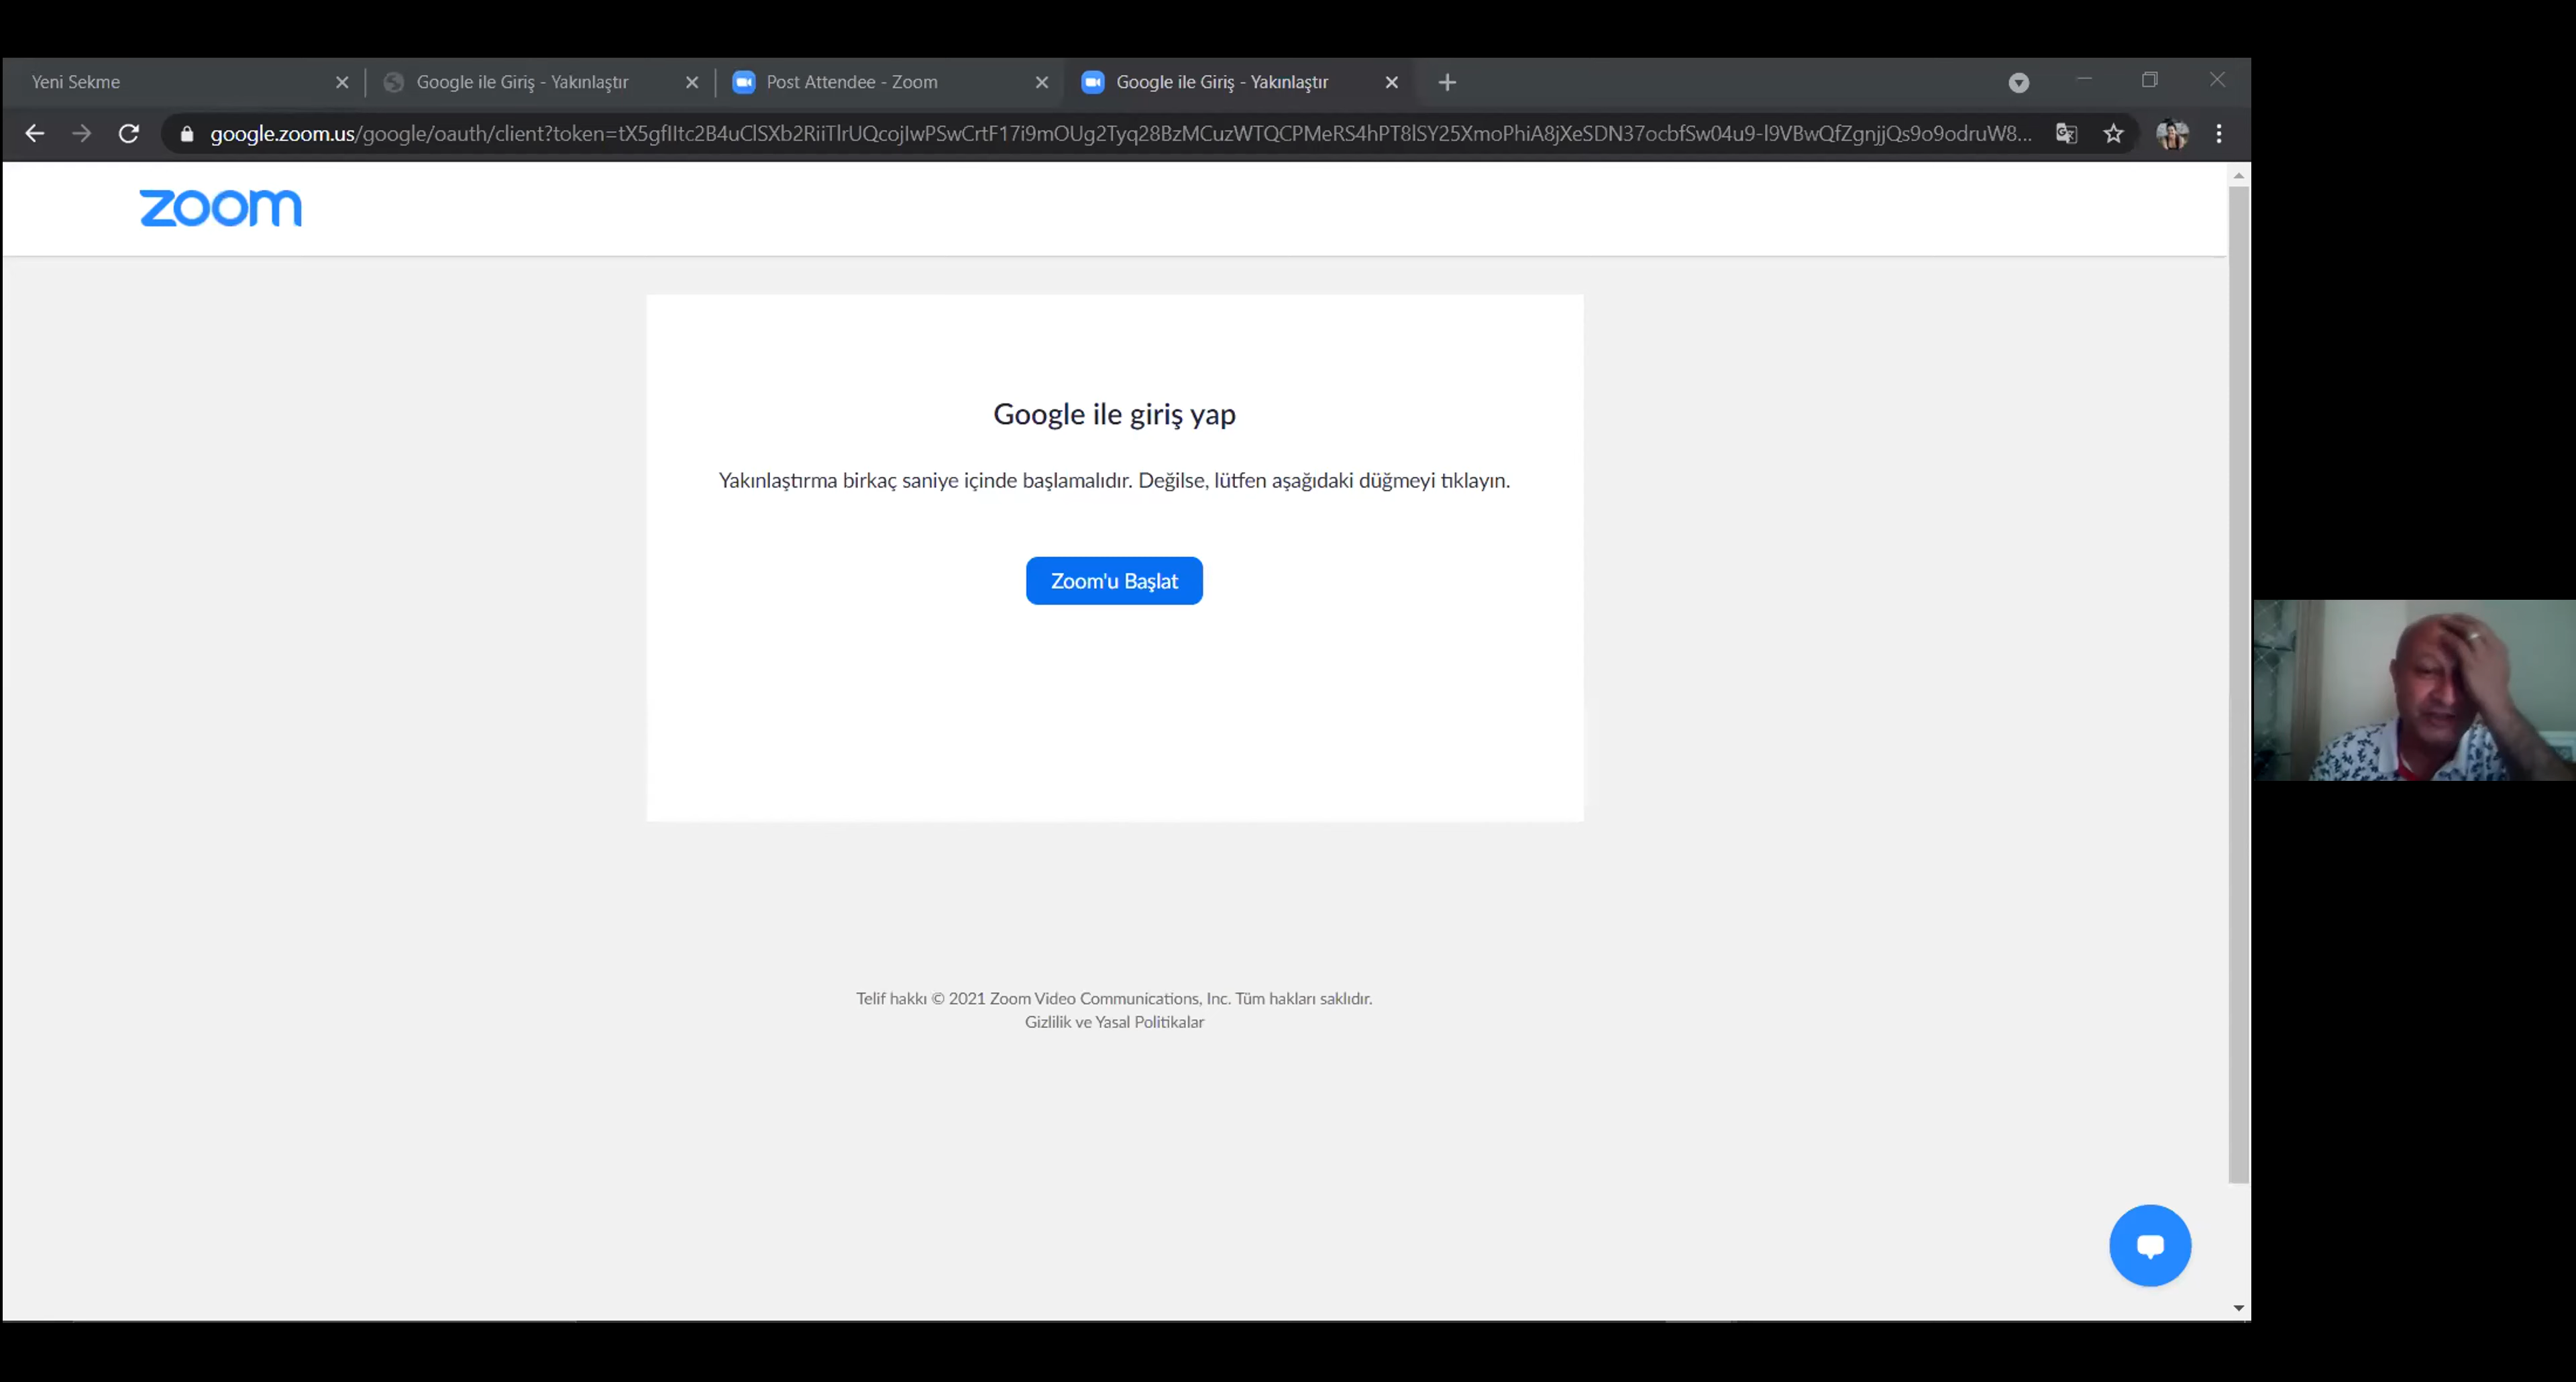 Yeni Sekme
Google ile Giriş - Yakınlaştır
Post Attendee - Zoom
Google ile Giriş - Yakınlaştır
google.zoom.us/google/oauth/client?token=
zoom
Google ile giriş yap
Yakınlaştırma birkaç saniye içinde başlamalıdır. Değilse, lütfen aşağıdaki düğmeyi tıklayın.
Zoom'u Başlat
Telif hakkı © 2021 Zoom Video Communications, Inc. Tüm hakları saklıdır.
Gizlilik ve Yasal Politikalar